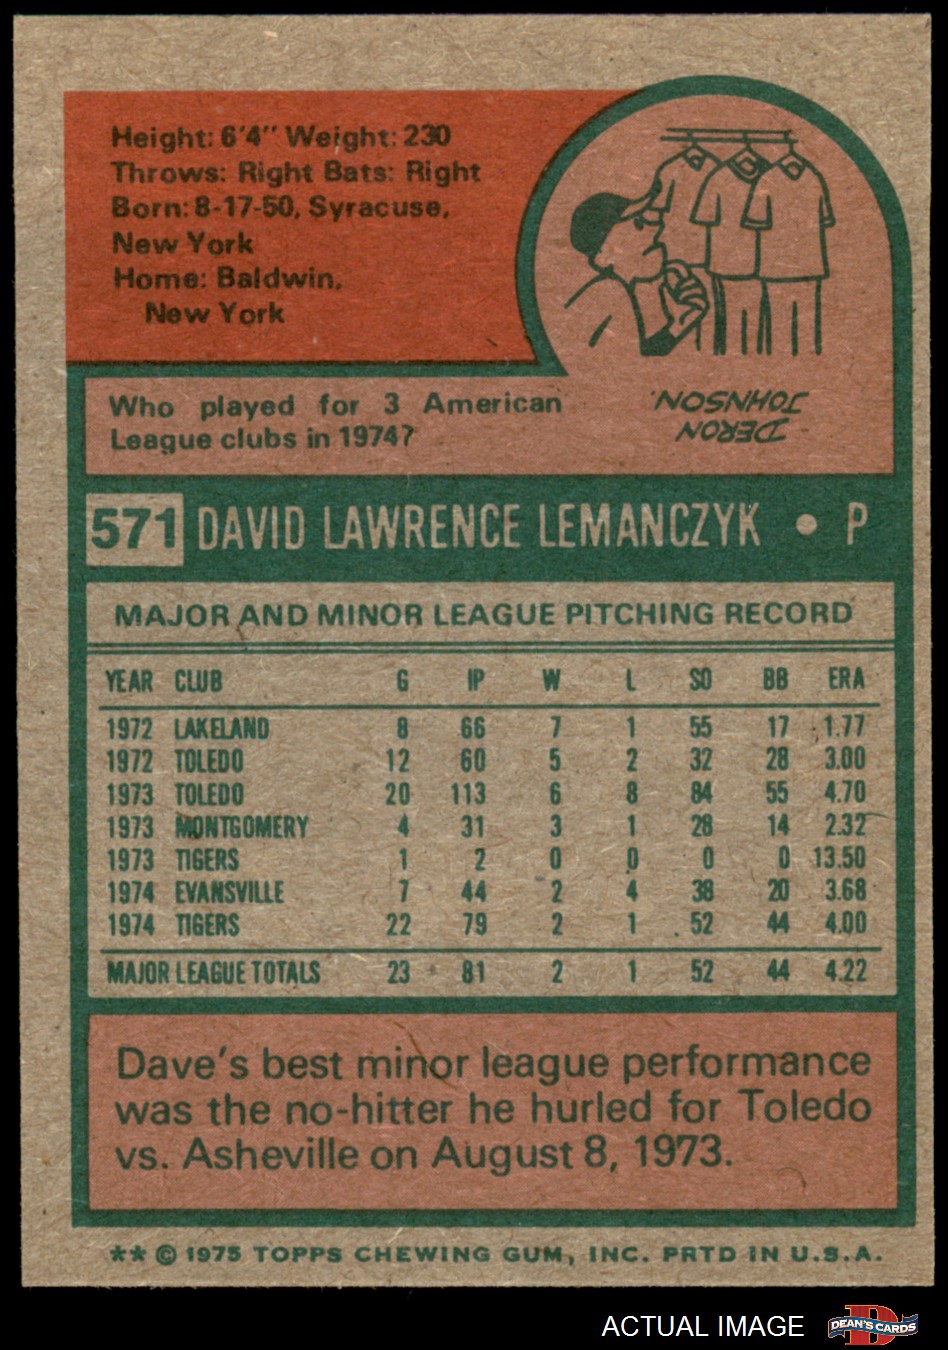 Height: 6'4" Weight: 230
Throws: Right Bats: Right
Born: 8-17-50, Syracuse,
New York
Home: Baldwin,
New York
Who played for 3 American
League clubs in 1974?
DERON
JOHNSON.
571 DAVID LAWRENCE LEMANCZYK • P
MAJOR AND MINOR LEAGUE PITCHING RECORD
YEAR CLUB G IP W L SO BB ERA
1972 LAKELAND 8 66 7 1 55 17 1.77
1972 TOLEDO 12 60 5 2 32 28 3.00
1973 TOLEDO 20 113 6 8 84 55 4.70
1973 MONTGOMERY 4 31 3 1 28 14 2.32
1973 TIGERS 1 2 0 0 0 0 13.50
1974 EVANSVILLE 7 44 2 4 38 20 3.68
1974 TIGERS 22 79 2 1 52 44 4.00
MAJOR LEAGUE TOTALS 23 81 2 1 52 44 4.22
Dave's best minor league performance
was the no-hitter he hurled for Toledo
vs. Asheville on August 8, 1973.
** © 1975 TOPPS CHEWING GUM, INC. PRTD IN U.S.A.
ACTUAL IMAGE
D
DEAN'S CARDS